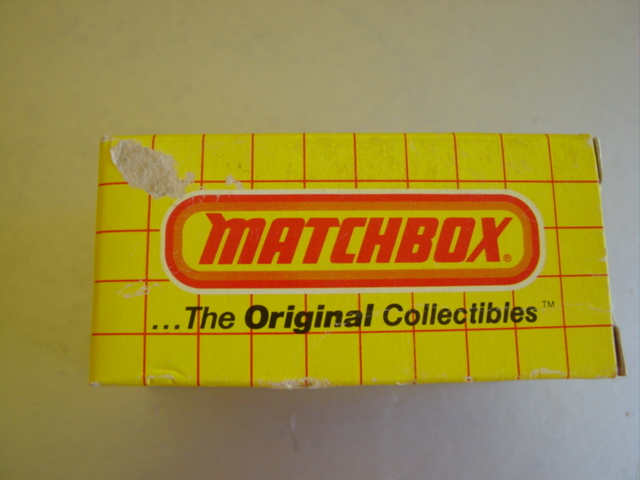 MATCHBOX®
...The Original Collectibles™